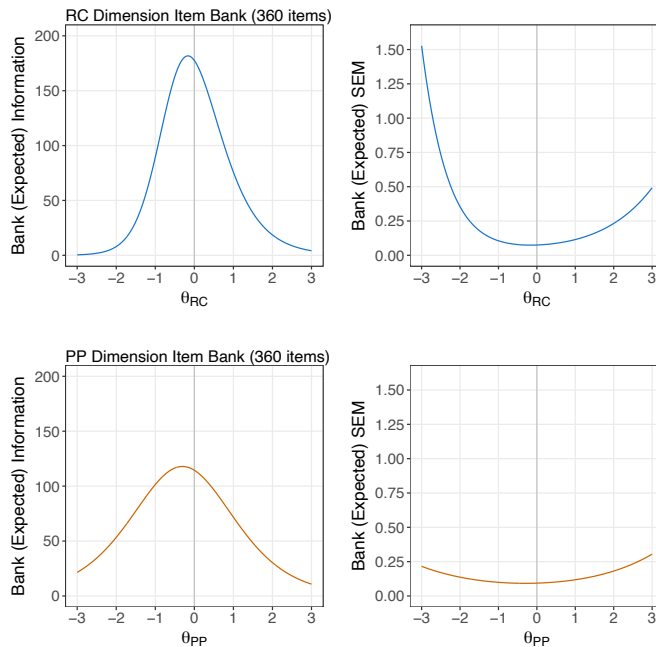 RC Dimension Item Bank (360 items)
Bank (Expected) Information
200
150
100
50
0
−3 −2 −1 0 1 2 3
θRC
Bank (Expected) SEM
1.50
1.25
1.00
0.75
0.50
0.25
0.00
−3 −2 −1 0 1 2 3
θRC
PP Dimension Item Bank (360 items)
Bank (Expected) Information
200
150
100
50
0
−3 −2 −1 0 1 2 3
θPP
Bank (Expected) SEM
1.50
1.25
1.00
0.75
0.50
0.25
0.00
−3 −2 −1 0 1 2 3
θPP